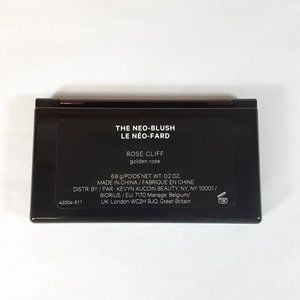 THE NEO-BLUSH
LE NÉO-FARD
ROSE CLIFF
golden rose
6.8 g/POIDS NET WT. 0.2 OZ.
MADE IN CHINA / FABRIQUÉ EN CHINE
DISTR. BY / PAR: KEVYN AUCOIN BEAUTY, NY, NY 10001 /
BORIUS / EU: 7170 Manage, Belgium/
UK: London WC2H 9JQ, Great-Britain
42004-511